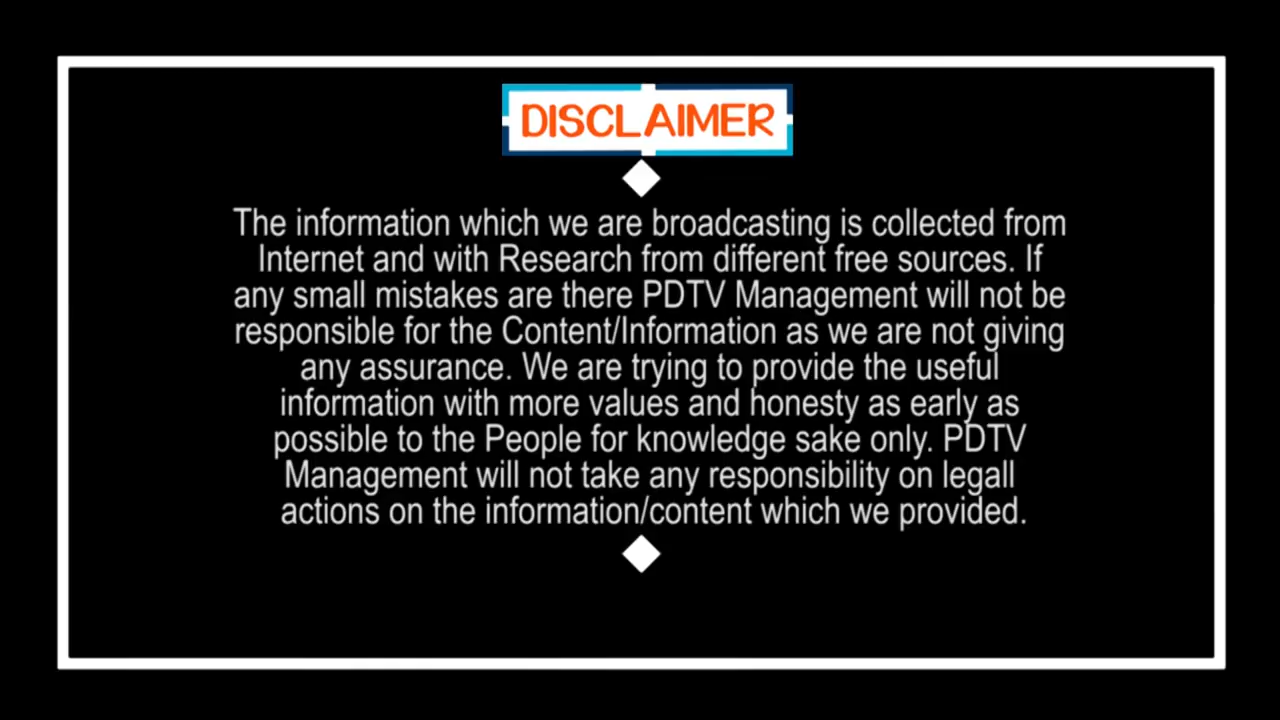 DISCLAIMER
The information which we are broadcasting is collected from
Internet and with Research from different free sources. If
any small mistakes are there PDTV Management will not be
responsible for the Content/Information as we are not giving
any assurance. We are trying to provide the useful
information with more values and honesty as early as
possible to the People for knowledge sake only. PDTV
Management will not take any responsibility on legall
actions on the information/content which we provided.